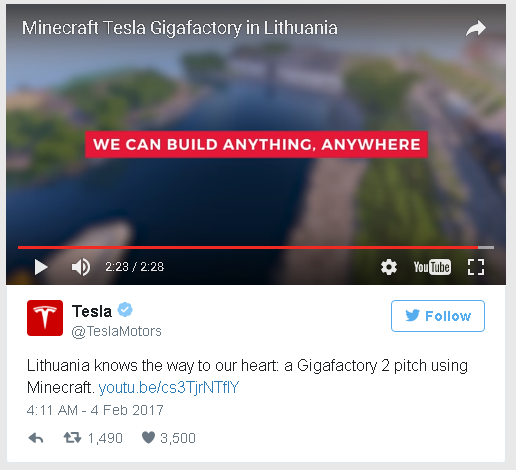 Minecraft Tesla Gigafactory in Lithuania
WE CAN BUILD ANYTHING, ANYWHERE
2:23 / 2:28
YouTube
Tesla
@TeslaMotors
Follow
Lithuania knows the way to our heart: a Gigafactory 2 pitch using
Minecraft. youtu.be/cs3TjrNTflY
4:11 AM - 4 Feb 2017
1,490
3,500